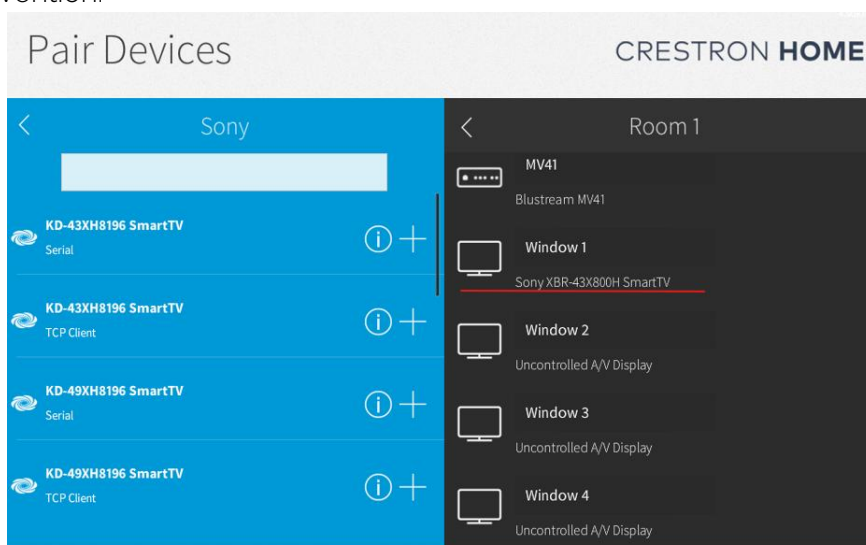 Pair Devices
CRESTRON HOME
Sony
KD-43XH8196 SmartTV
Serial
KD-43XH8196 SmartTV
TCP Client
KD-49XH8196 SmartTV
Serial
KD-49XH8196 SmartTV
TCP Client
Room 1
MV41
Blustream MV41
Window 1
Sony XBR-43X800H SmartTV
Window 2
Uncontrolled A/V Display
Window 3
Uncontrolled A/V Display
Window 4
Uncontrolled A/V Display